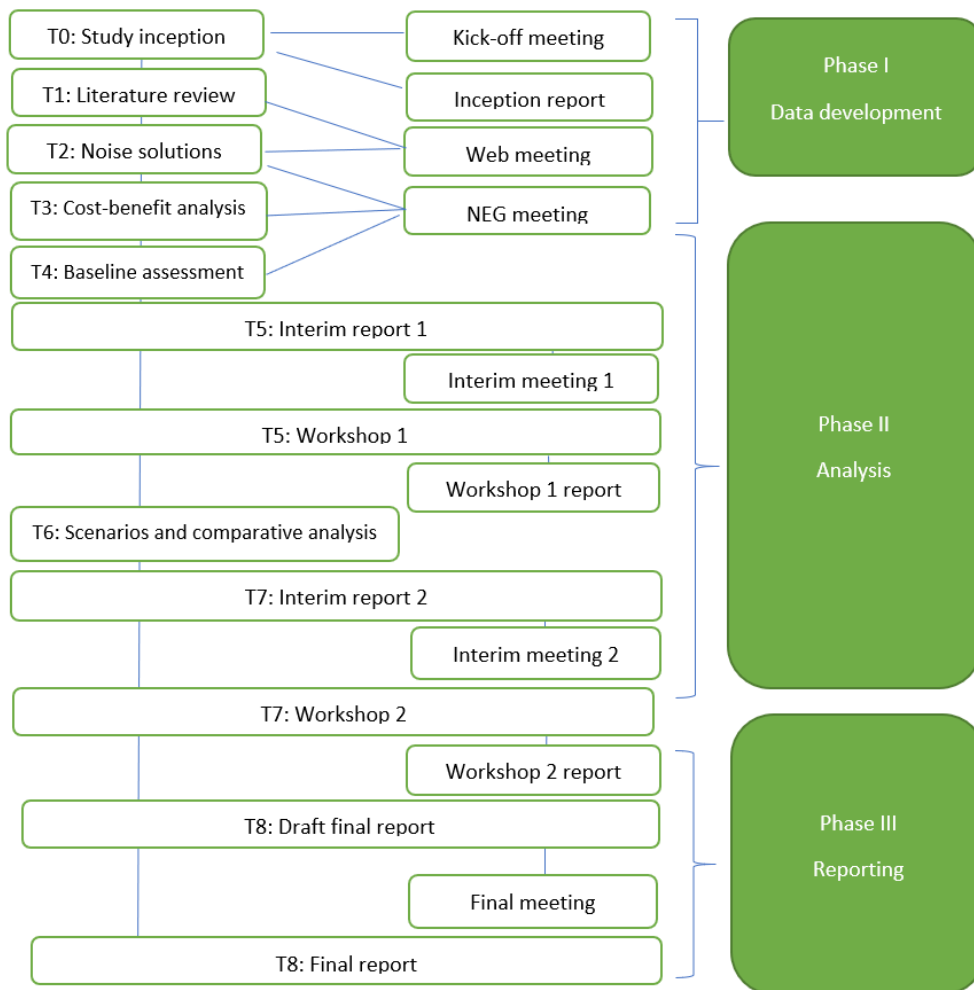 T0: Study inception
Kick-off meeting
Inception report
T1: Literature review
T2: Noise solutions
Web meeting
T3: Cost-benefit analysis
NEG meeting
T4: Baseline assessment
Phase I
Data development
T5: Interim report 1
Interim meeting 1
T5: Workshop 1
Workshop 1 report
T6: Scenarios and comparative analysis
T7: Interim report 2
Interim meeting 2
T7: Workshop 2
Phase II
Analysis
Workshop 2 report
T8: Draft final report
Final meeting
T8: Final report
Phase III
Reporting